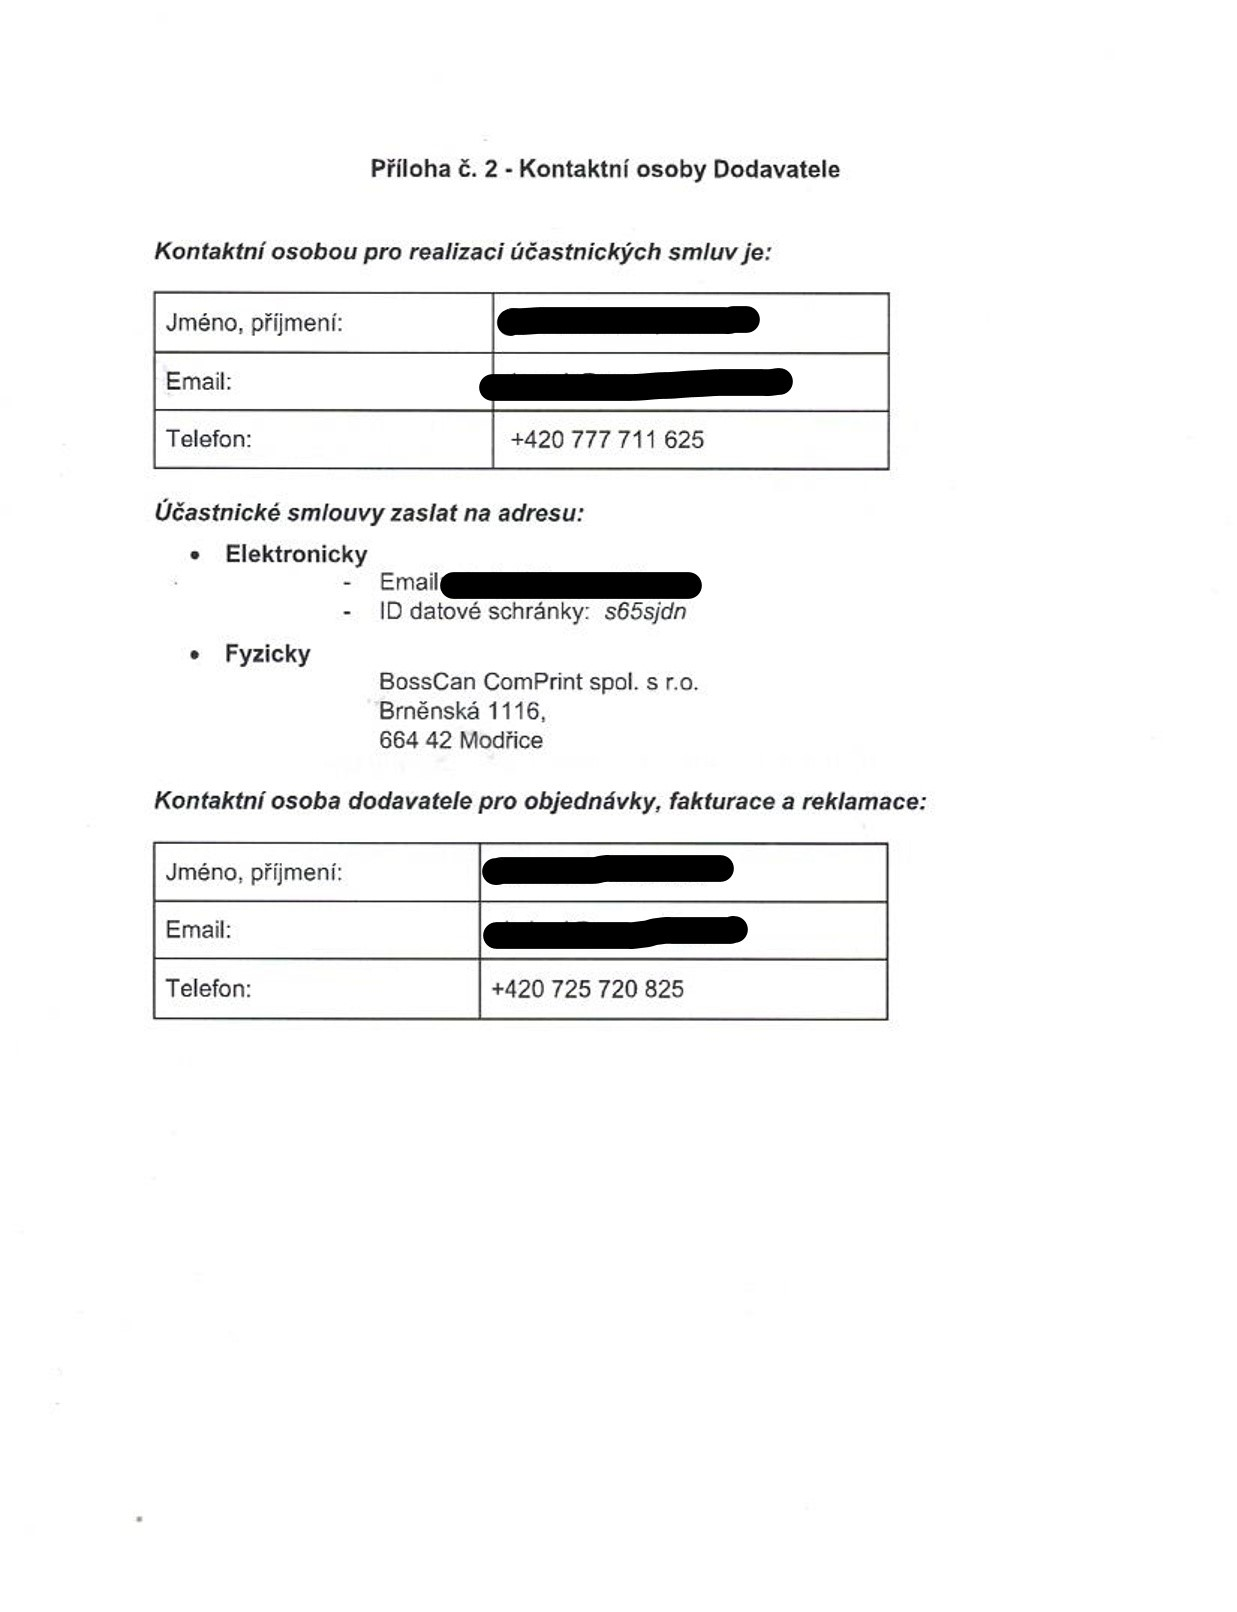 Příloha č. 2 - Kontaktní osoby Dodavatele
Kontaktní osobou pro realizaci účastnických smluv je:
Jméno, příjmení:
Email:
Telefon: +420 777 711 625
Účastnické smlouvy zaslat na adresu:
• Elektronicky
- Email
- ID datové schránky: s65sjdn
• Fyzicky
BossCan ComPrint spol. s r.o.
Brněnská 1116,
664 42 Modřice
Kontaktní osoba dodavatele pro objednávky, fakturace a reklamace:
Jméno, příjmení:
Email:
Telefon: +420 725 720 825